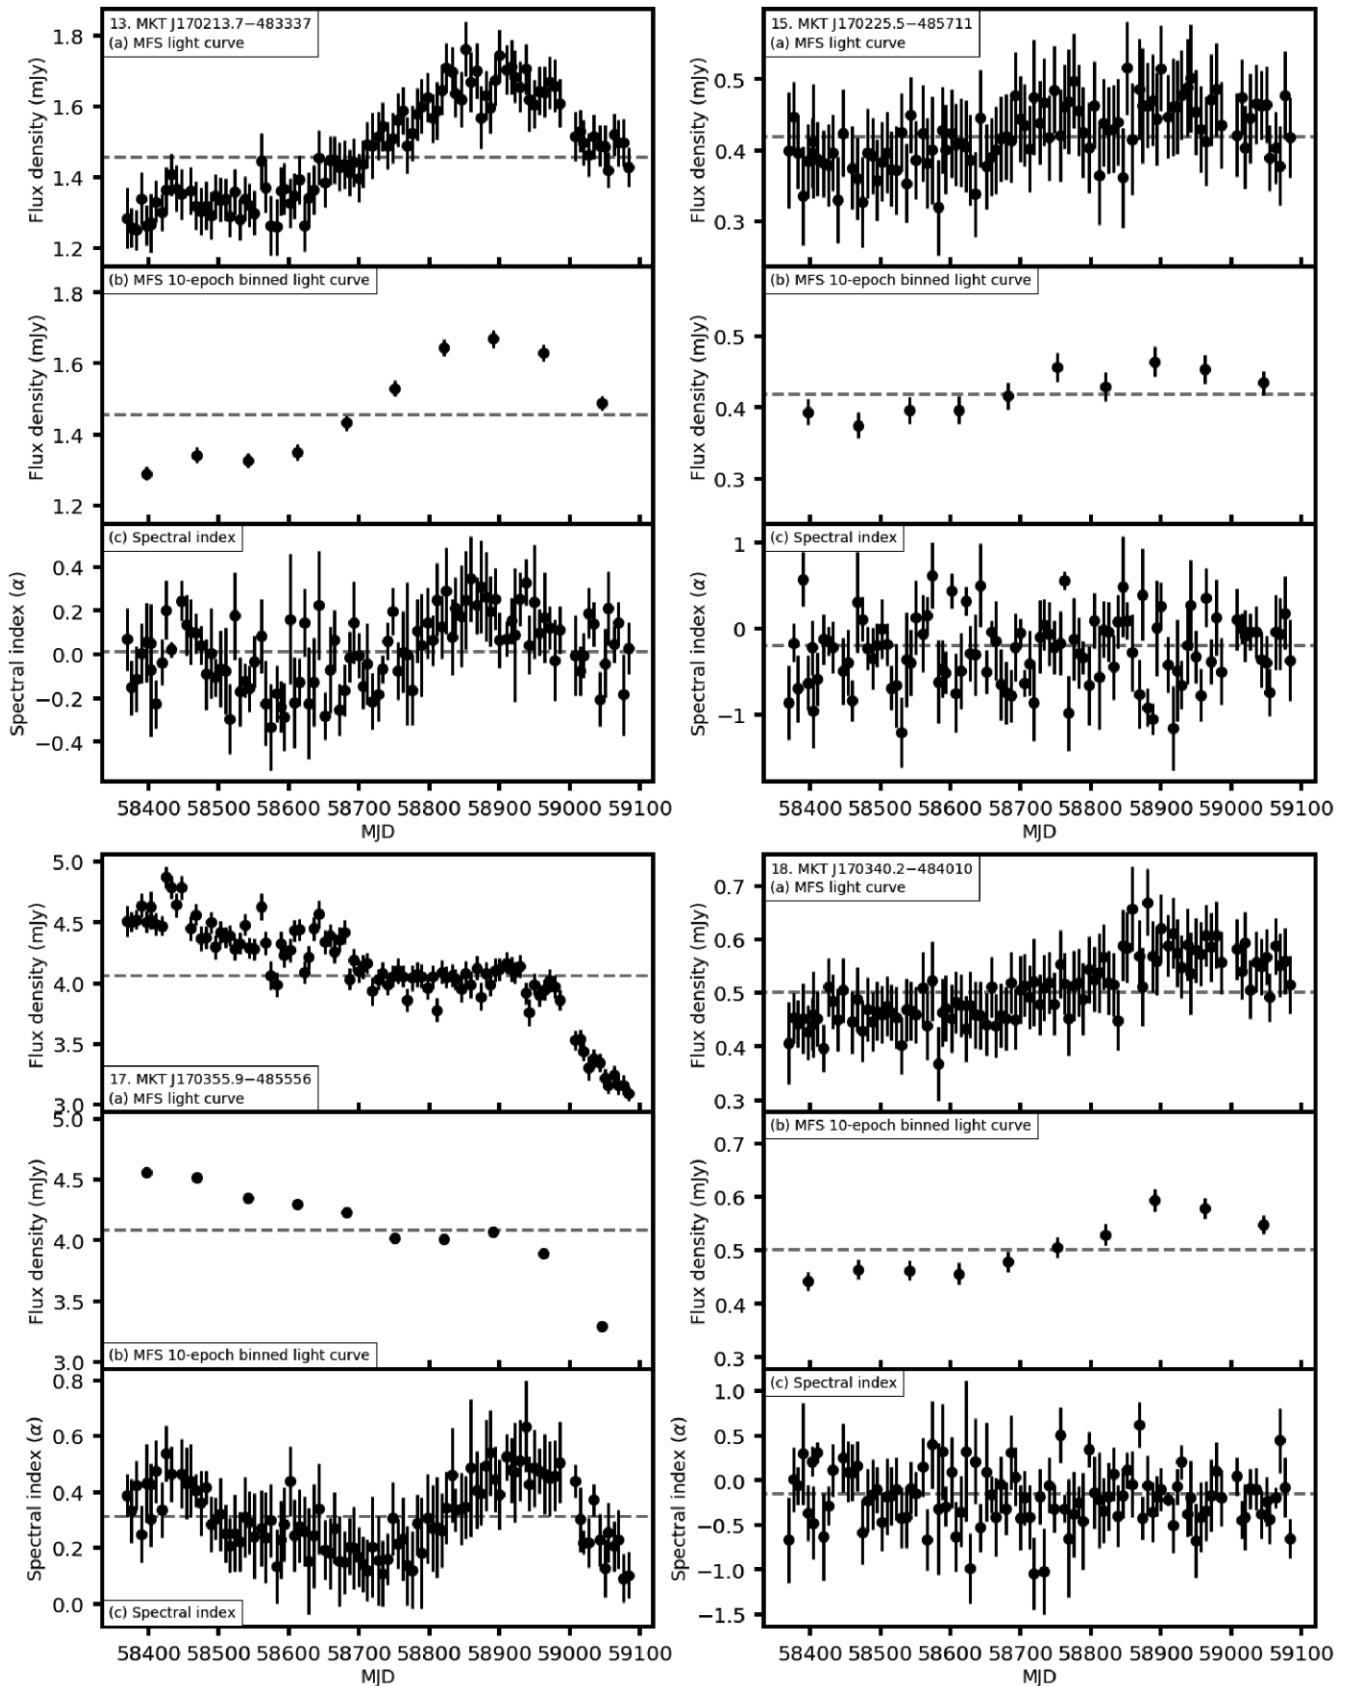 13. MKT J170213.7−483337
(a) MFS light curve
1.8
1.6
1.4
1.2
Flux density (mJy)
(b) MFS 10-epoch binned light curve
1.8
1.6
1.4
1.2
Flux density (mJy)
(c) Spectral index
0.4
0.2
0.0
−0.2
−0.4
Spectral index (α)
58400 58500 58600 58700 58800 58900 59000 59100
MJD
15. MKT J170225.5−485711
(a) MFS light curve
0.5
0.4
0.3
Flux density (mJy)
(b) MFS 10-epoch binned light curve
0.5
0.4
0.3
Flux density (mJy)
(c) Spectral index
1
0
−1
Spectral index (α)
58400 58500 58600 58700 58800 58900 59000 59100
MJD
5.0
4.5
4.0
3.5
3.0
Flux density (mJy)
17. MKT J170355.9−485556
(a) MFS light curve
5.0
4.5
4.0
3.5
3.0
Flux density (mJy)
(b) MFS 10-epoch binned light curve
0.8
0.6
0.4
0.2
0.0
Spectral index (α)
(c) Spectral index
58400 58500 58600 58700 58800 58900 59000 59100
MJD
18. MKT J170340.2−484010
(a) MFS light curve
0.7
0.6
0.5
0.4
0.3
Flux density (mJy)
(b) MFS 10-epoch binned light curve
0.7
0.6
0.5
0.4
0.3
Flux density (mJy)
(c) Spectral index
1.0
0.5
0.0
−0.5
−1.0
−1.5
Spectral index (α)
58400 58500 58600 58700 58800 58900 59000 59100
MJD